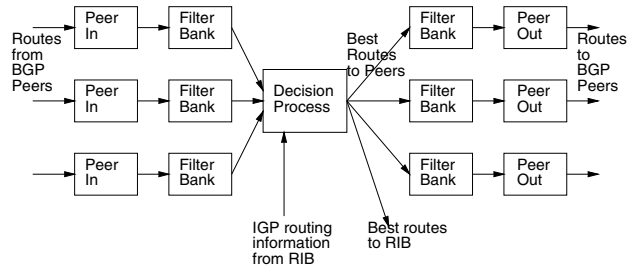 Routes
from
BGP
Peers
Peer
In
Filter
Bank
Peer
In
Filter
Bank
Peer
In
Filter
Bank
Decision
Process
IGP routing
information
from RIB
Best
Routes
to Peers
Best routes
to RIB
Filter
Bank
Peer
Out
Filter
Bank
Peer
Out
Filter
Bank
Peer
Out
Routes
to
BGP
Peers